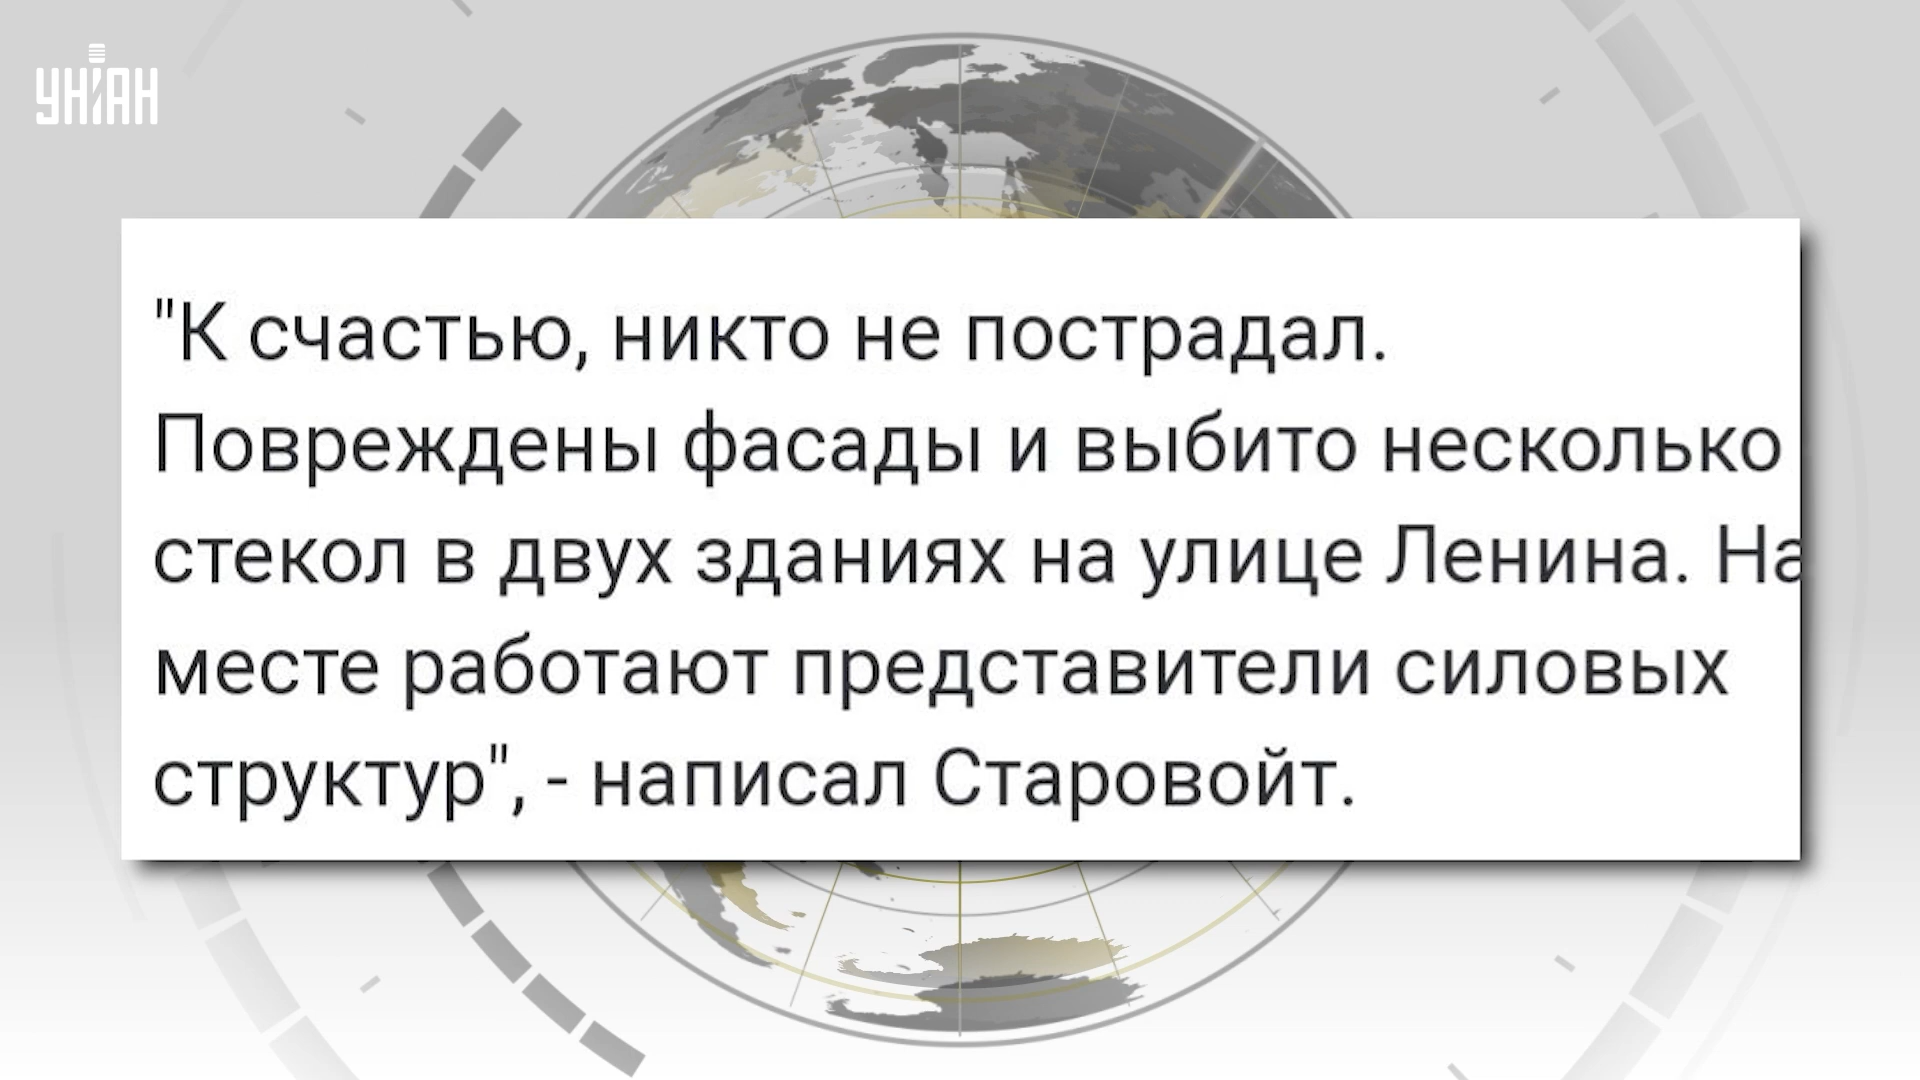 УНІАН
"К счастью, никто не пострадал.
Повреждены фасады и выбито несколько
стекол в двух зданиях на улице Ленина. На
месте работают представители силовых
структур", - написал Старовойт.